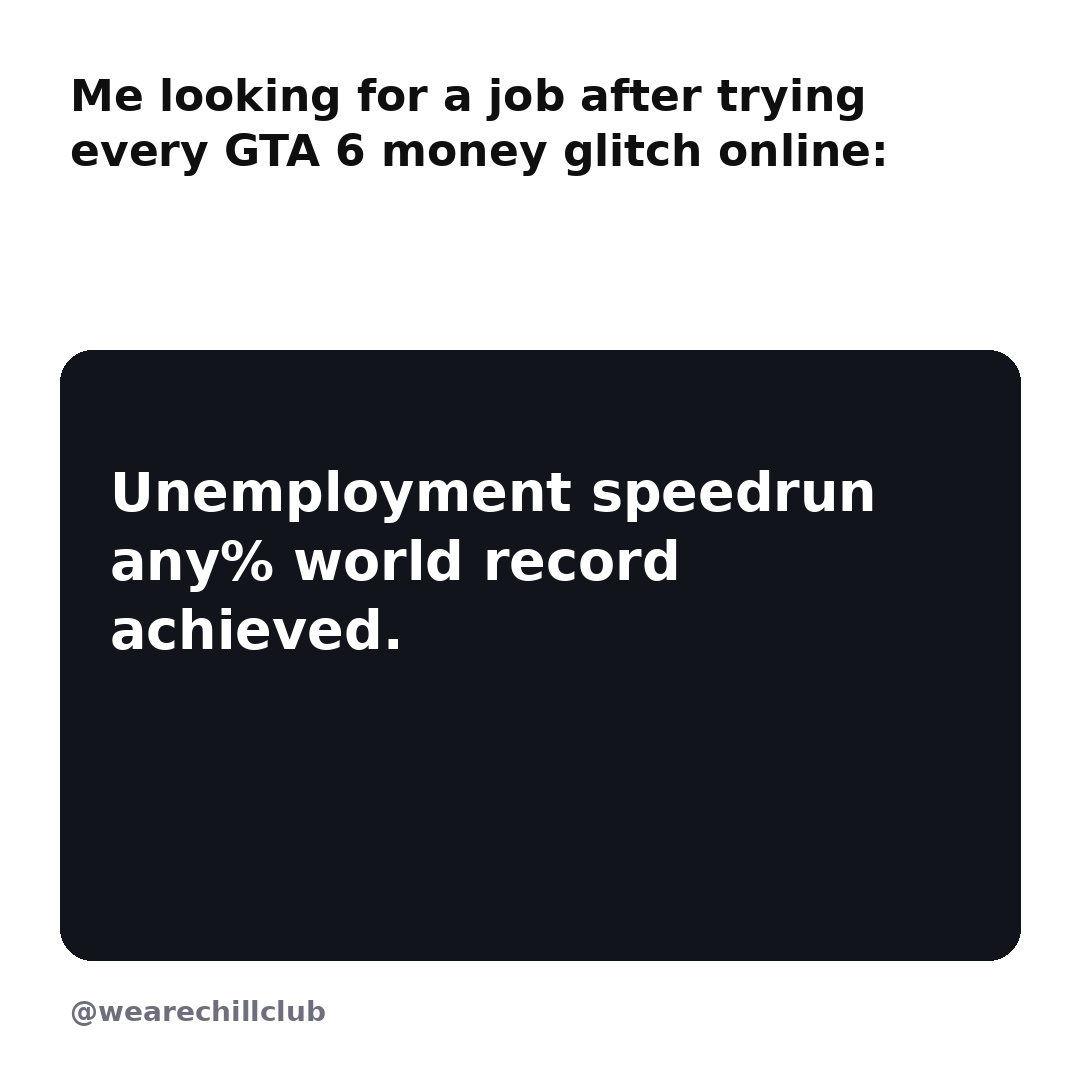 Me looking for a job after trying
every GTA 6 money glitch online:
Unemployment speedrun
any% world record
achieved.
@wearechillclub